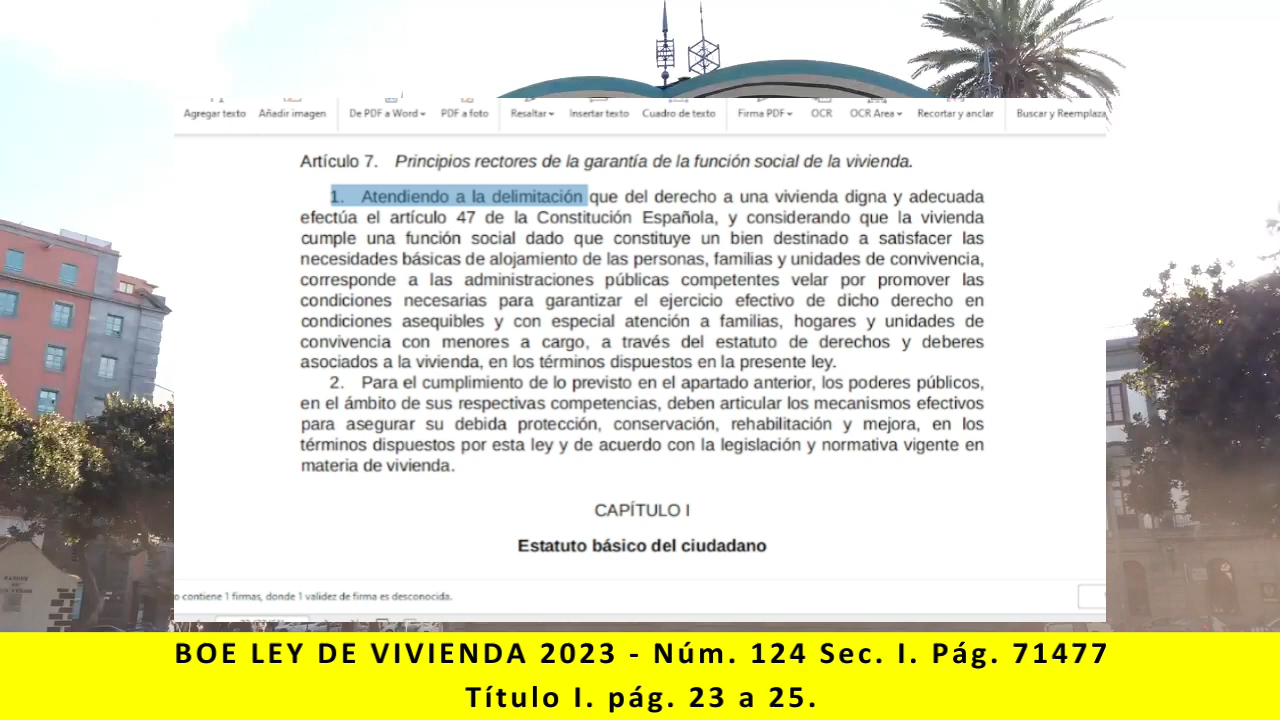 Agregar texto Añadir imagen De PDF a Word PDF a foto Resaltar Insertar texto Cuadro de texto Firma PDF OCR OCR Area Recortar y anclar Buscar y Reemplaza
Artículo 7. Principios rectores de la garantía de la función social de la vivienda.
1. Atendiendo a la delimitación que del derecho a una vivienda digna y adecuada
efectúa el artículo 47 de la Constitución Española, y considerando que la vivienda
cumple una función social dado que constituye un bien destinado a satisfacer las
necesidades básicas de alojamiento de las personas, familias y unidades de convivencia,
corresponde a las administraciones públicas competentes velar por promover las
condiciones necesarias para garantizar el ejercicio efectivo de dicho derecho en
condiciones asequibles y con especial atención a familias, hogares y unidades de
convivencia con menores a cargo, a través del estatuto de derechos y deberes
asociados a la vivienda, en los términos dispuestos en la presente ley.
2. Para el cumplimiento de lo previsto en el apartado anterior, los poderes públicos,
en el ámbito de sus respectivas competencias, deben articular los mecanismos efectivos
para asegurar su debida protección, conservación, rehabilitación y mejora, en los
términos dispuestos por esta ley y de acuerdo con la legislación y normativa vigente en
materia de vivienda.
CAPÍTULO I
Estatuto básico del ciudadano
o contiene 1 firmas, donde 1 validez de firma es desconocida.
BOE LEY DE VIVIENDA 2023 - Núm. 124 Sec. I. Pág. 71477
Título I. pág. 23 a 25.